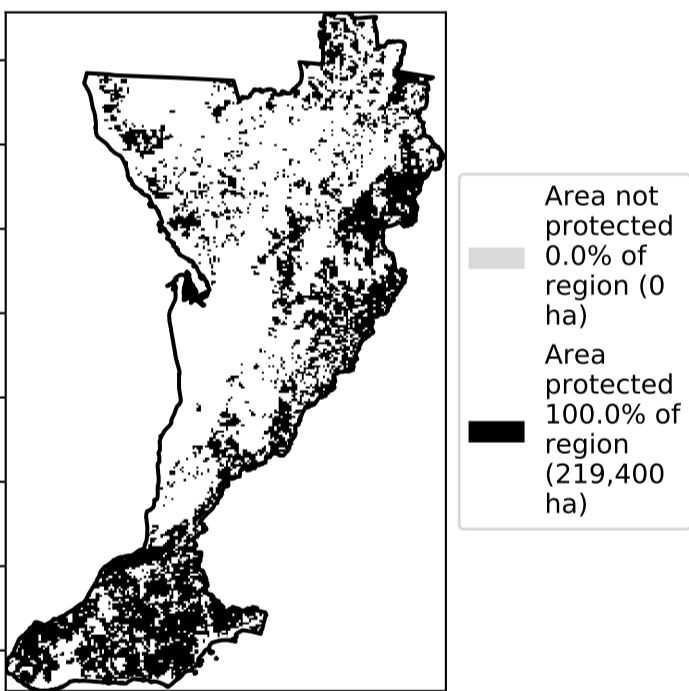 Area not
protected
0.0% of
region (0
ha)
Area
protected
100.0% of
region
(219,400
ha)